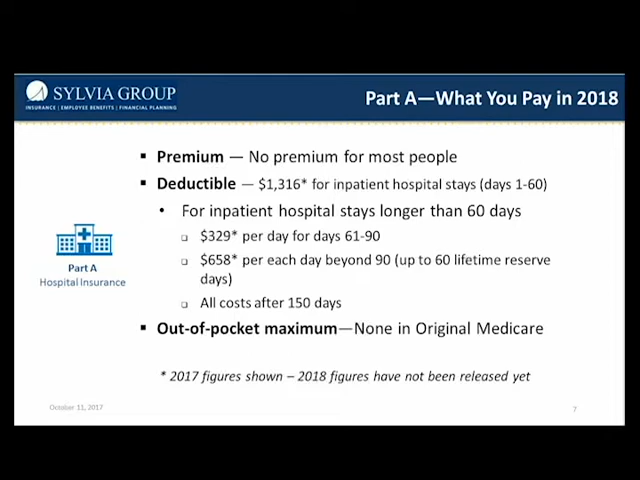 SYLVIA GROUP
INSURANCE | EMPLOYEE BENEFITS | FINANCIAL PLANNING
Part A—What You Pay in 2018
▪ Premium — No premium for most people
▪ Deductible — $1,316* for inpatient hospital stays (days 1-60)
• For inpatient hospital stays longer than 60 days
❑ $329* per day for days 61-90
❑ $658* per each day beyond 90 (up to 60 lifetime reserve
days)
❑ All costs after 150 days
▪ Out-of-pocket maximum—None in Original Medicare
Part A
Hospital Insurance
* 2017 figures shown – 2018 figures have not been released yet
October 11, 2017
7